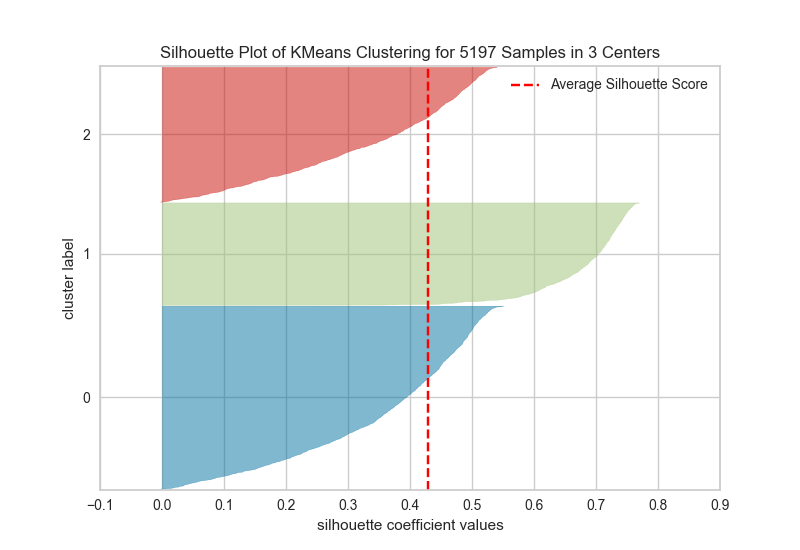 Silhouette Plot of KMeans Clustering for 5197 Samples in 3 Centers
Average Silhouette Score
2
1
0
cluster label
−0.1 0.0 0.1 0.2 0.3 0.4 0.5 0.6 0.7 0.8 0.9
silhouette coefficient values